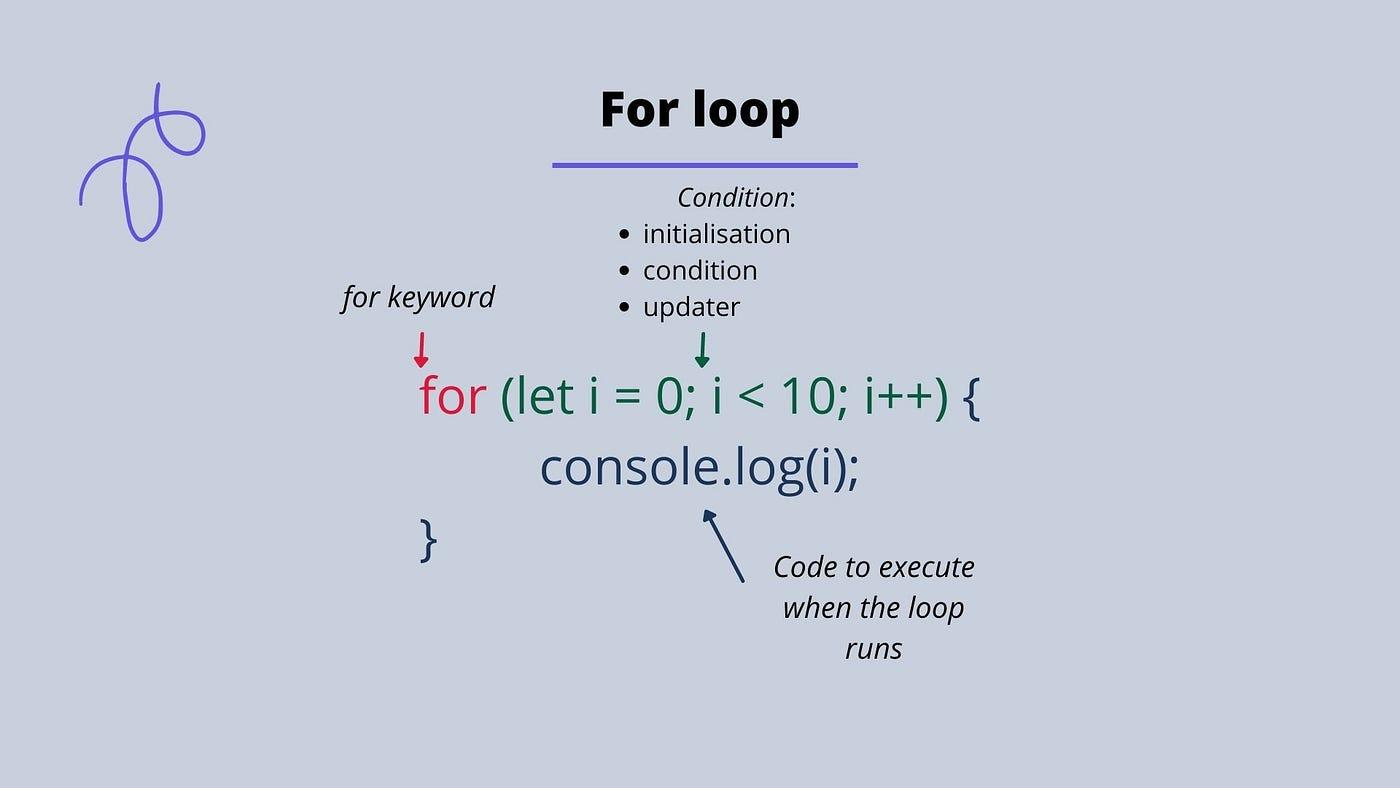 For loop
Condition:
• initialisation
• condition
• updater
for keyword
for (let i = 0; i < 10; i++) {
console.log(i);
}
Code to execute
when the loop
runs